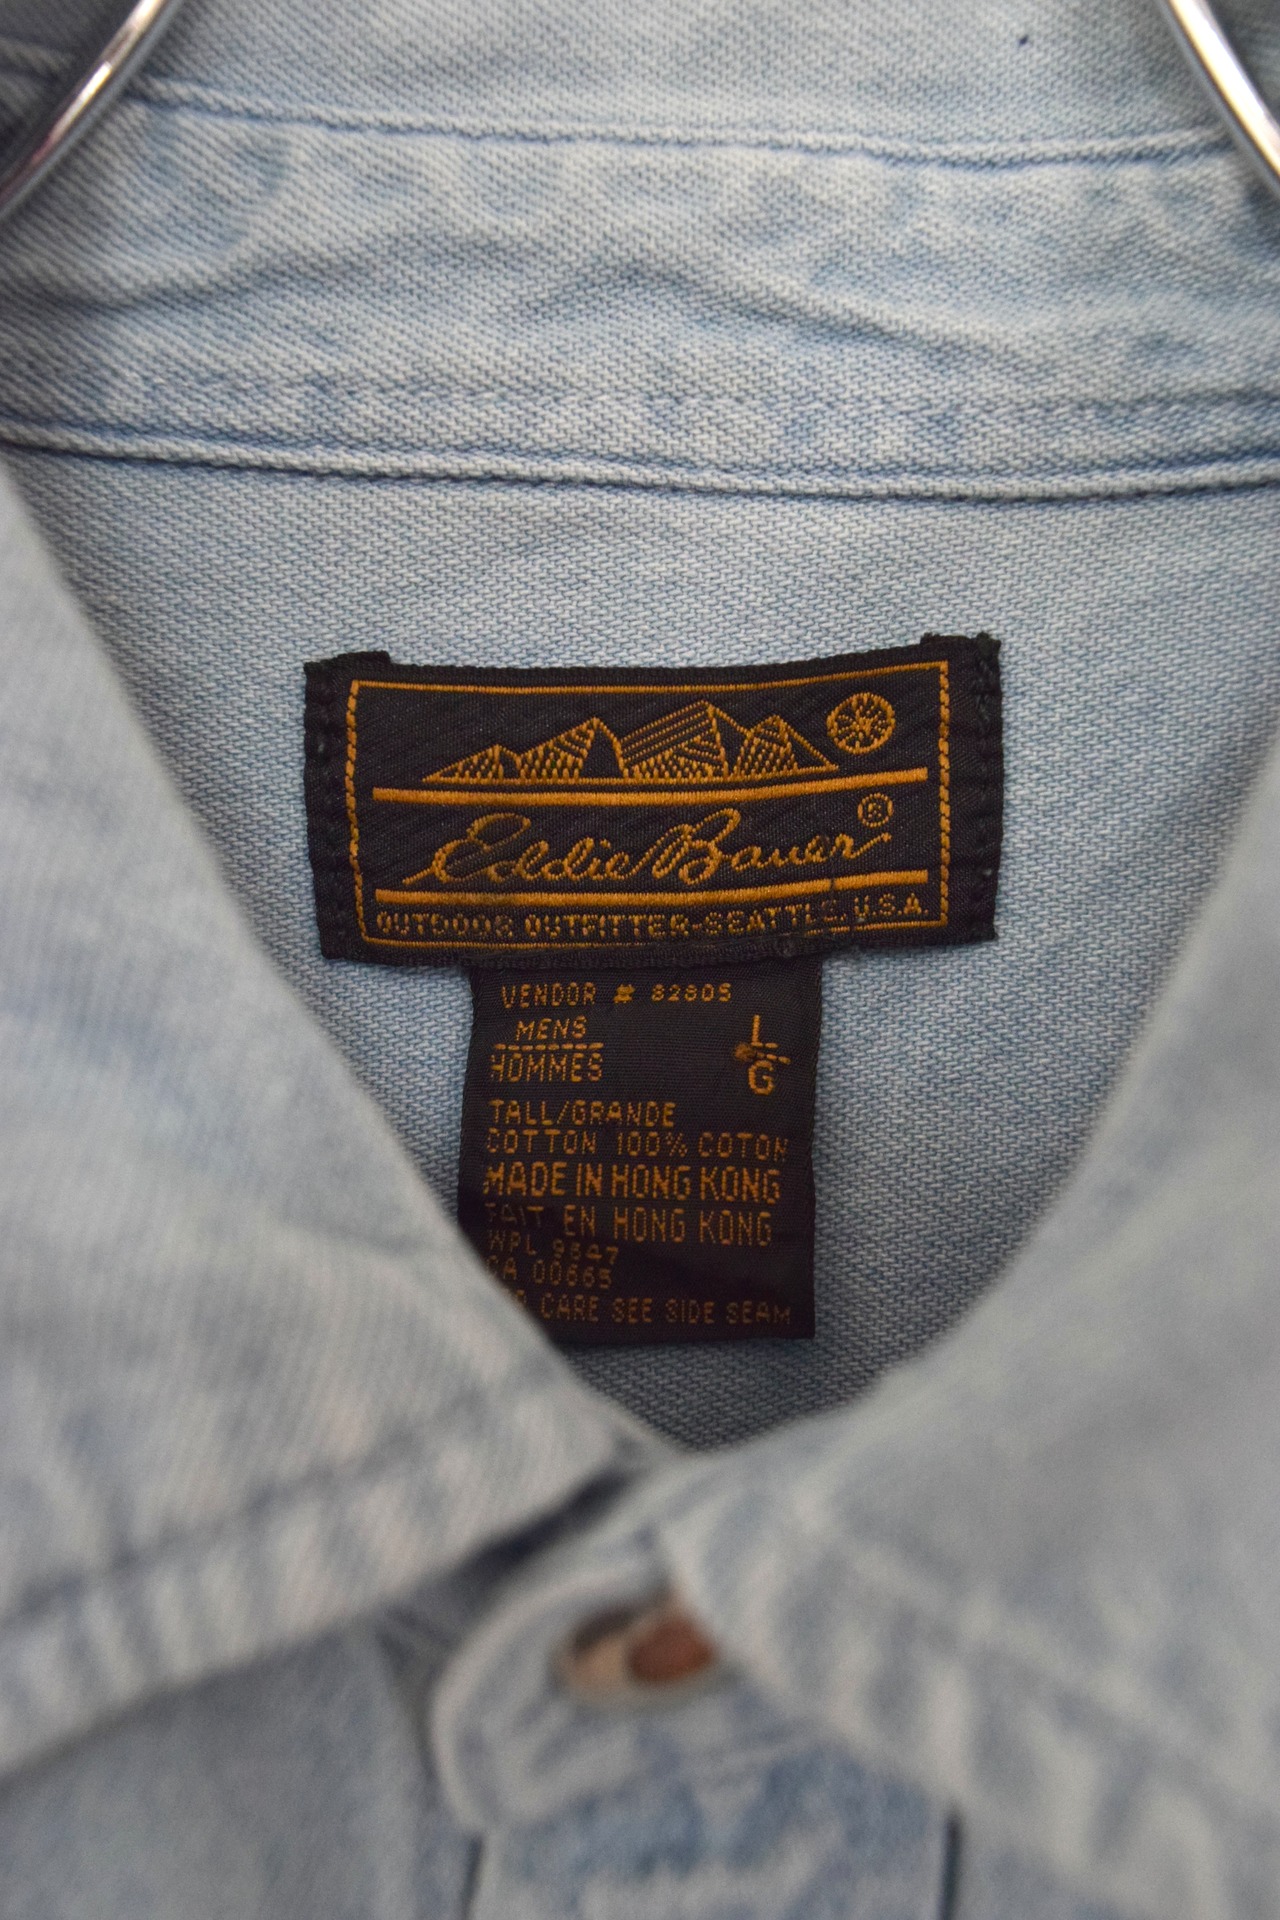 Eddie Bauer®
OUTDOOR OUTFITTER-SEATTLE, U.S.A.
VENDOR # 82805
MENS L
HOMMES G
TALL/GRANDE
COTTON 100% COTON
MADE IN HONG KONG
FAIT EN HONG KONG
WPL 9847
CA 00665
CARE SEE SIDE SEAM